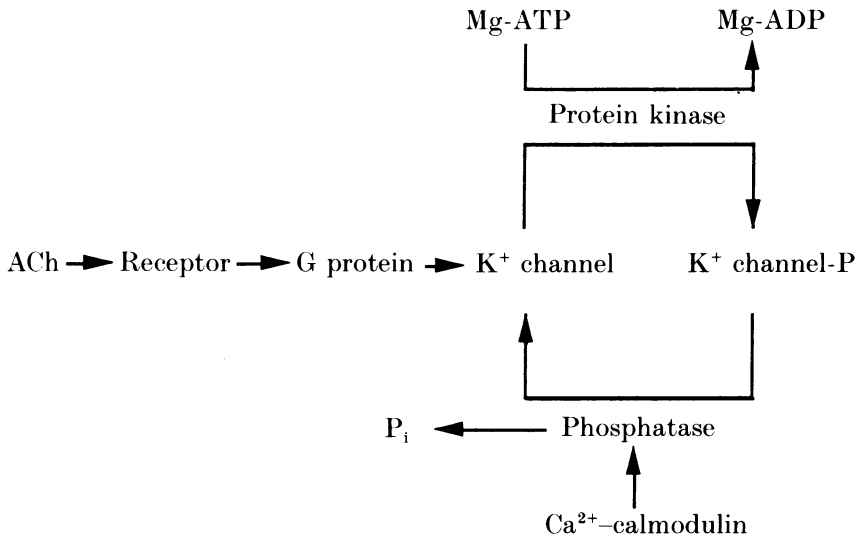 Mg-ATP Mg-ADP
Protein kinase
ACh Receptor G protein K⁺ channel K⁺ channel-P
Pᵢ Phosphatase
Ca²⁺–calmodulin